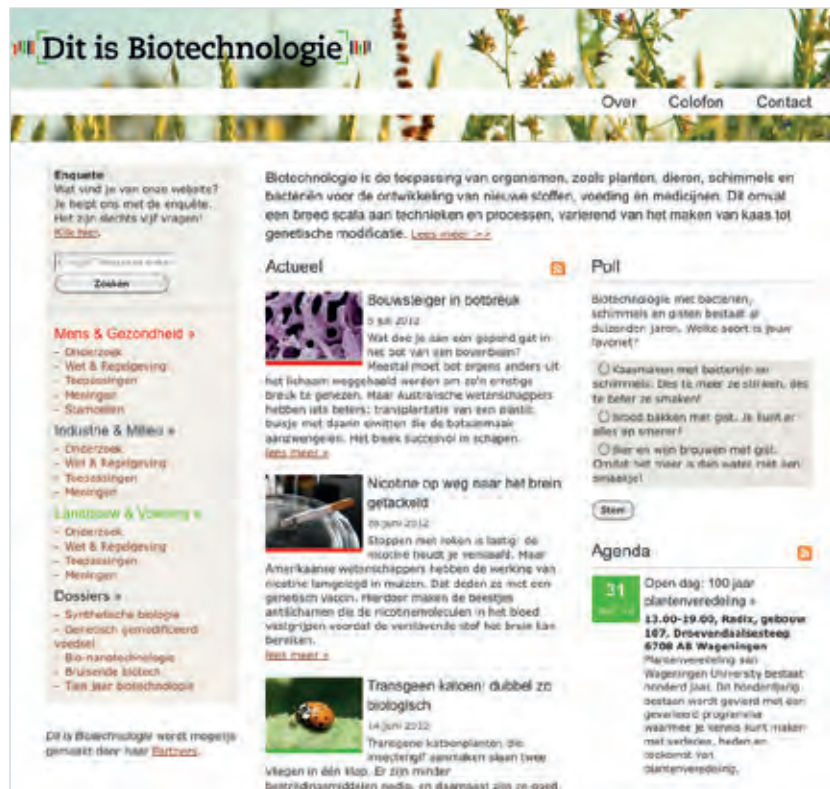 Dit is Biotechnologie
Over Colofon Contact
Enquete
Wat vind je van onze website?
Je helpt ons met de enquête.
Het zijn slechts vijf vragen!
Klik hier.
Zoeken
Mens & Gezondheid »
- Onderzoek
- Wet & Regelgeving
- Toepassingen
- Meningen
- Stamcellen
Industrie & Milieu »
- Onderzoek
- Wet & Regelgeving
- Toepassingen
- Meningen
Landbouw & Voeding »
- Onderzoek
- Wet & Regelgeving
- Toepassingen
- Meningen
Dossiers »
- Synthetische biologie
- Genetisch gemodificeerd
voedsel
- Bio-nanotechnologie
- Bruisende biotech
- Tien jaar biotechnologie
Dit is Biotechnologie wordt mogelijk
gemaakt door haar Partners.
Biotechnologie is de toepassing van organismen, zoals planten, dieren, schimmels en
bacteriën voor de ontwikkeling van nieuwe stoffen, voeding en medicijnen. Dit omvat
een breed scala aan technieken en processen, variërend van het maken van kaas tot
genetische modificatie. Lees meer >>
Actueel
Bouwsteiger in botbreuk
5 juli 2012
Wat doe je aan een gapend gat in
het bot van een bovenbeen?
Meestal moet bot ergens anders uit
het lichaam weggehaald worden om zo'n ernstige
breuk te genezen. Maar Australische wetenschappers
hebben iets beters: transplantatie van een plastic
buisje met daarin eiwitten die de botaanmaak
aanzwengelen. Het bleek succesvol in schapen.
lees meer »
Nicotine op weg naar het brein
getackeld
juni 2012
Stoppen met roken is lastig: de
nicotine houdt je verslaafd. Maar
Amerikaanse wetenschappers hebben de werking van
nicotine lamgelegd in muizen. Dat deden ze met een
genetisch vaccin. Hierdoor maken de beestjes
antilichamen die de nicotinemoleculen in het bloed
vastgrijpen voordat de verslavende stof het brein kan
bereiken.
lees meer »
Transgeen katoen: dubbel zo
biologisch
14 juni 2012
Transgene katoenplanten die
insectengif aanmaken slaan twee
vliegen in één klap. Er zijn minder
bestrijdingsmiddelen nodig, en daarnaast zijn ze goed
Poll
Biotechnologie met bacteriën,
schimmels en gisten bestaat al
duizenden jaren. Welke soort is jouw
favoriet?
Kaasmaken met bacteriën en
schimmels. Des te meer ze stinken, des
te beter ze smaken!
Brood bakken met gist. Je kunt er
alles op smeren!
Bier en wijn brouwen met gist.
Omdat het meer is dan water met een
smaakje!
Stem
Agenda
31
Open dag: 100 jaar
plantenveredeling »
13.00-19.00, Radix, gebouw
107, Droevendaalsesteeg
6708 AB Wageningen
Plantenveredeling aan
Wageningen University bestaat
honderd jaar. Dit honderdjarig
bestaan wordt gevierd met een
gevarieerd programma
waarmee je kennis kunt maken
met verleden, heden en
toekomst van
plantenveredeling.